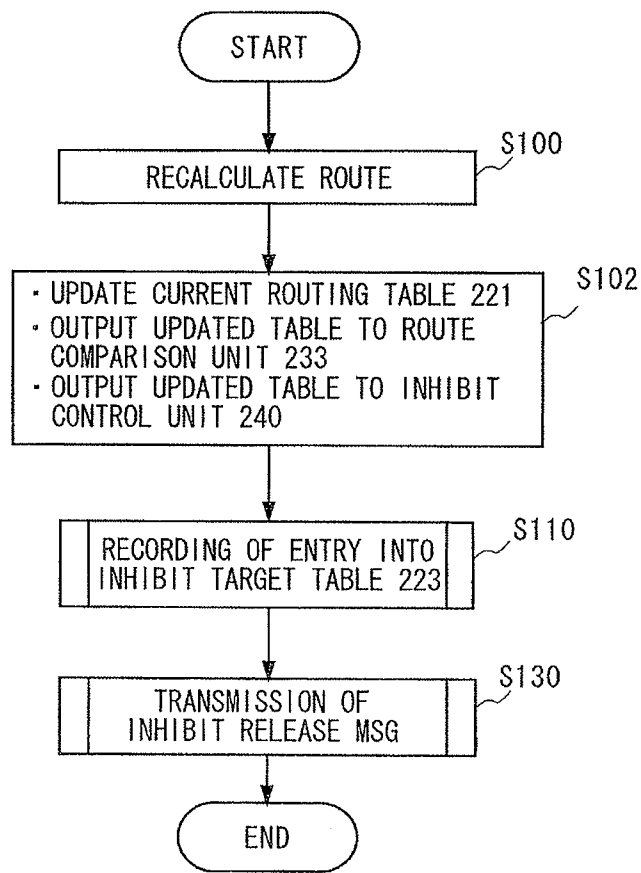 START
S100
RECALCULATE ROUTE
S102
・UPDATE CURRENT ROUTING TABLE 221
・OUTPUT UPDATED TABLE TO ROUTE
COMPARISON UNIT 233
・OUTPUT UPDATED TABLE TO INHIBIT
CONTROL UNIT 240
S110
RECORDING OF ENTRY INTO
INHIBIT TARGET TABLE 223
S130
TRANSMISSION OF
INHIBIT RELEASE MSG
END